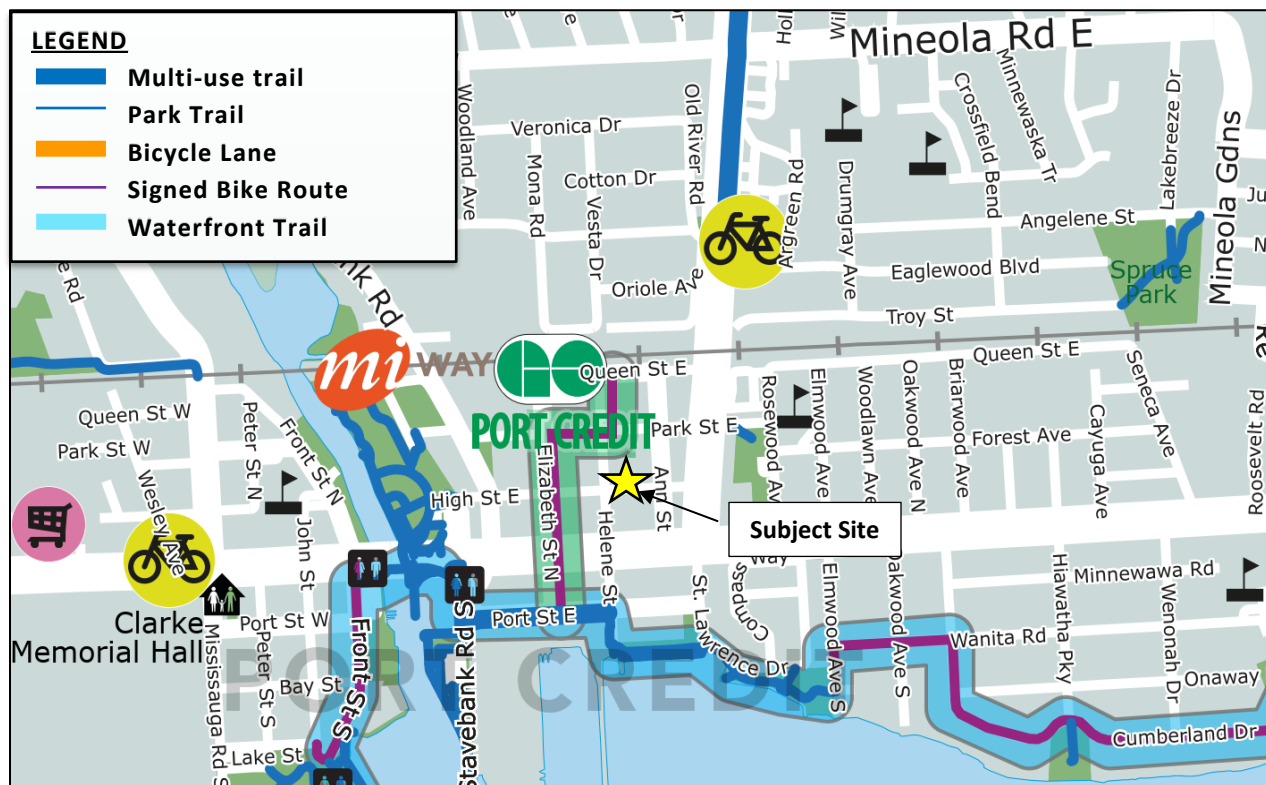 LEGEND
Multi-use trail
Park Trail
Bicycle Lane
Signed Bike Route
Waterfront Trail
Mineola Rd E
Woodland Ave
Veronica Dr
Mona Rd
Cotton Dr
Vesta Dr
Oriole Ave
Old River Rd
Argreen Rd
Drumgray Ave
Crossfield Bend
Minnewaska Tr
Lakebreeze Dr
Mineola Gdns
Angelene St
Eaglewood Blvd
Spruce
Park
Troy St
mi WAY
GO
PORT CREDIT
Queen St E
Queen St E
Queen St W
Park St W
Wesley Ave
Peter St N
Front St N
John St
High St E
Park St E
Elizabeth St N
Helene St
Ann St
Subject Site
Rosewood Av
Elmwood Ave
Woodlawn Ave
Oakwood Ave N
Briarwood Ave
Forest Ave
Cayuga Ave
Seneca Ave
Roosevelt Rd
Clarke
Memorial Hall
Port St W
Peter St S
Mississauga Rd S
Bay St
Lake St
Front St S
Stavebank Rd S
Port St E
St. Lawrence Dr
Compass
Way
Elmwood Ave S
Oakwood Ave S
Wanita Rd
Hiawatha Pky
Minnewawa Rd
Wenonah Dr
Onaway
Cumberland Dr
PORT CREDIT